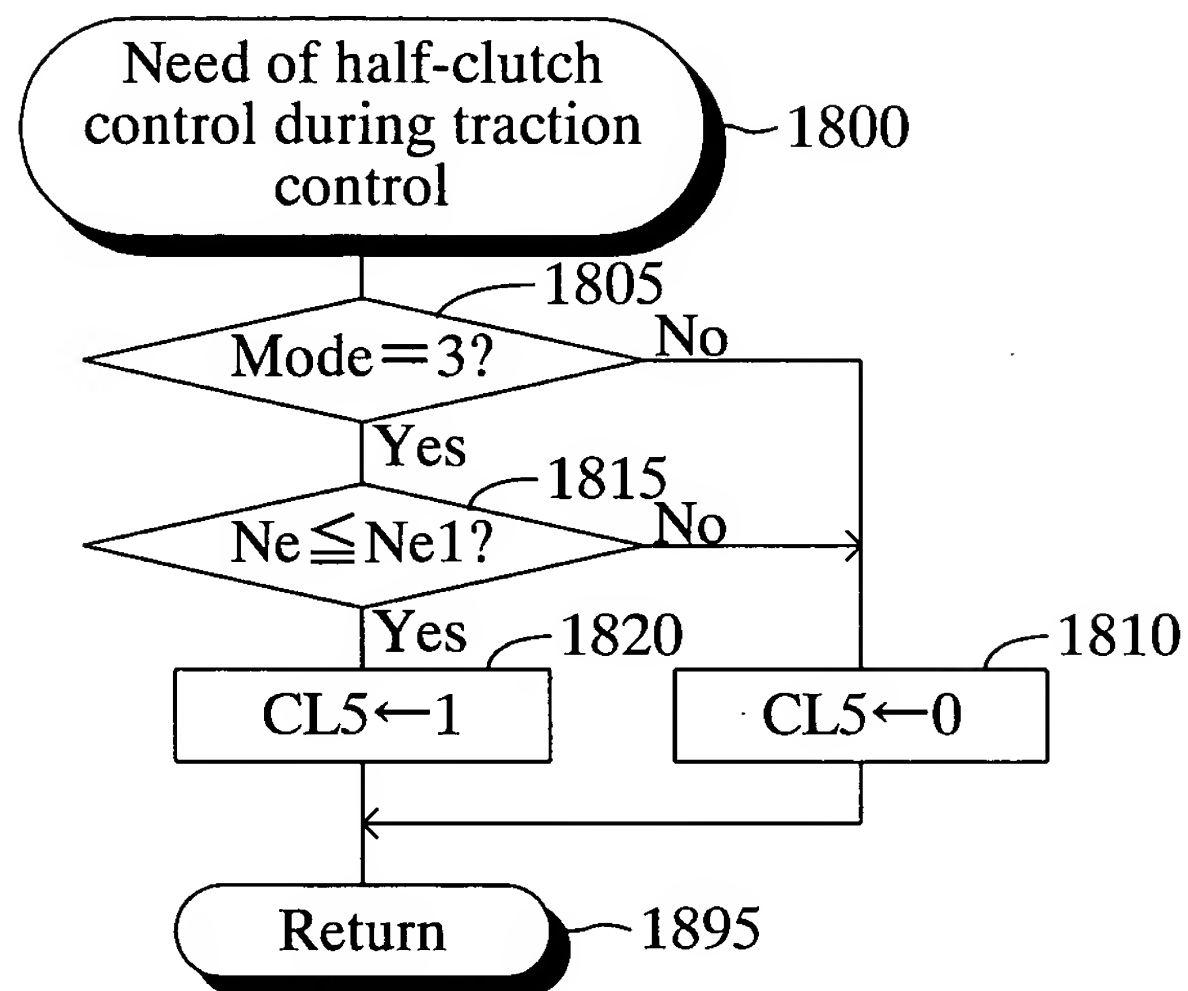 Need of half-clutch
control during traction
control
1800
1805
Mode=3?
No
Yes
1815
Ne≦Ne1?
No
Yes
1820
CL5←1
1810
CL5←0
Return
1895